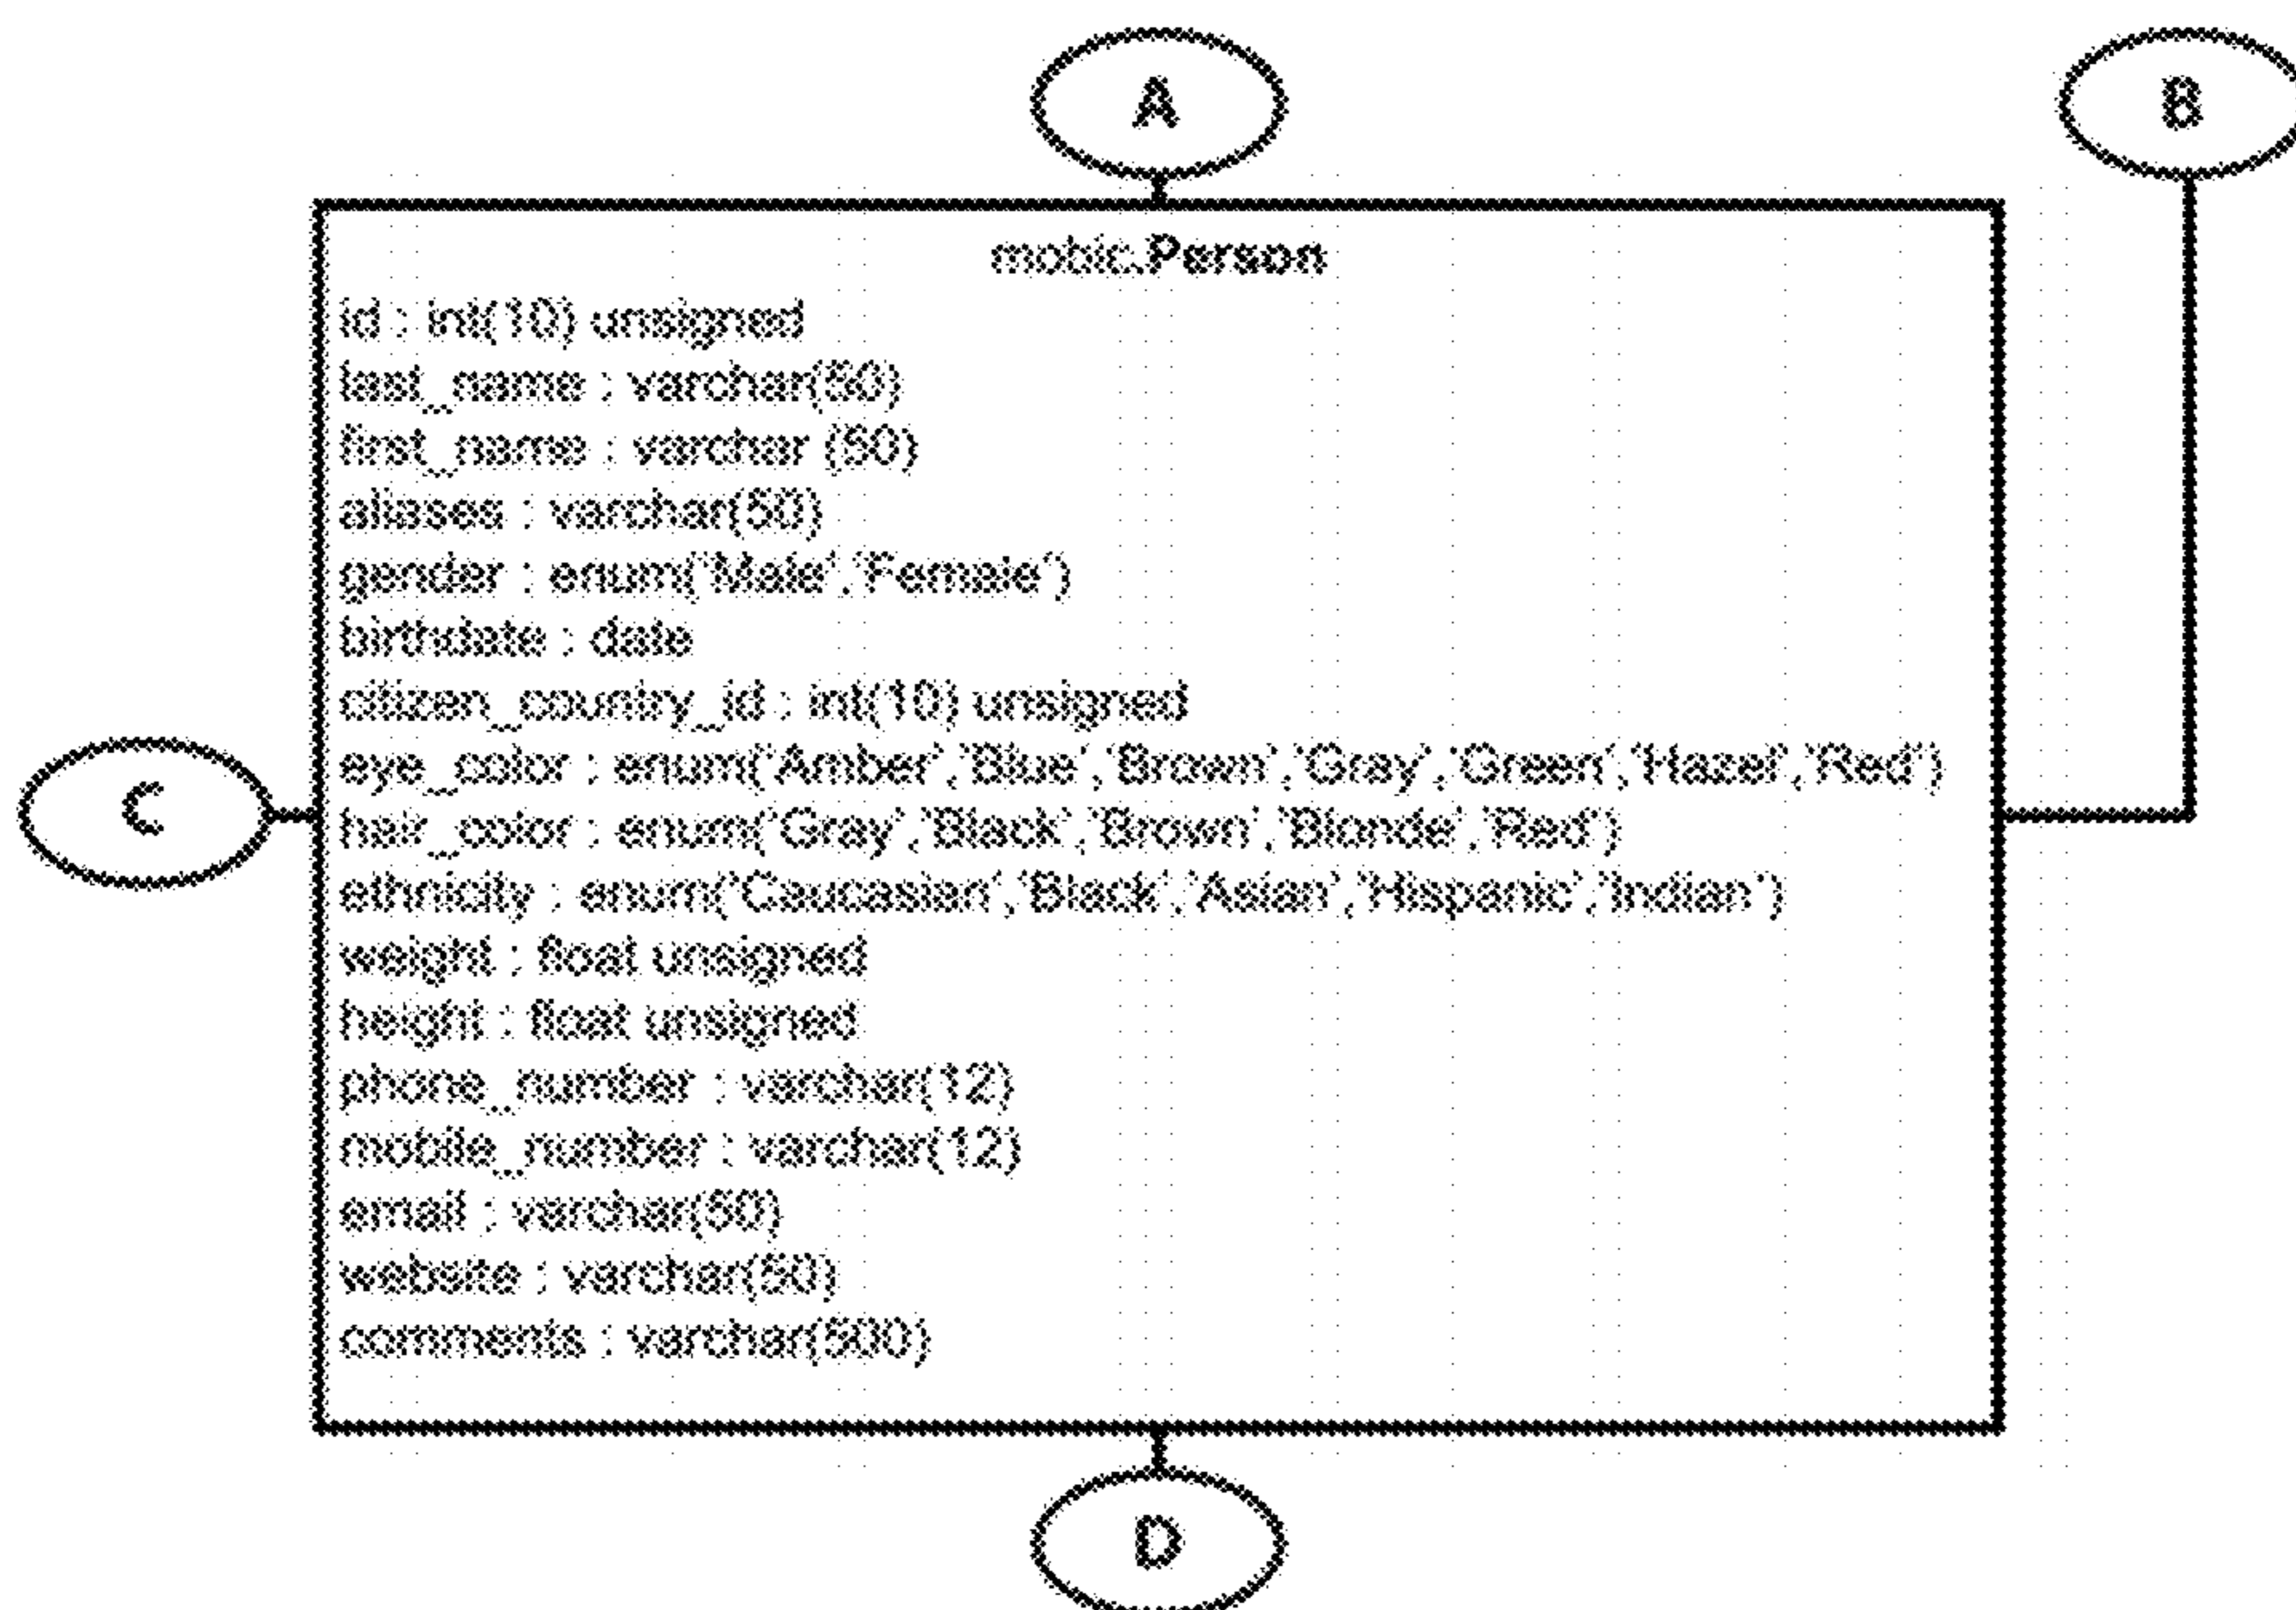 A
B
mobic.Person
id : int(10) unsigned
last_name : varchar(50)
first_name : varchar (50)
aliases : varchar(50)
gender : enum('Male','Female')
birthdate : date
citizen_country_id : int(10) unsigned
eye_color : enum('Amber','Blue','Brown','Gray','Green','Hazel','Red')
C
hair_color : enum('Gray','Black','Brown','Blonde','Red')
ethnicity : enum('Caucasian','Black','Asian','Hispanic','Indian')
weight : float unsigned
height : float unsigned
phone_number : varchar(12)
mobile_number : varchar(12)
email : varchar(50)
website : varchar(50)
comments : varchar(500)
D